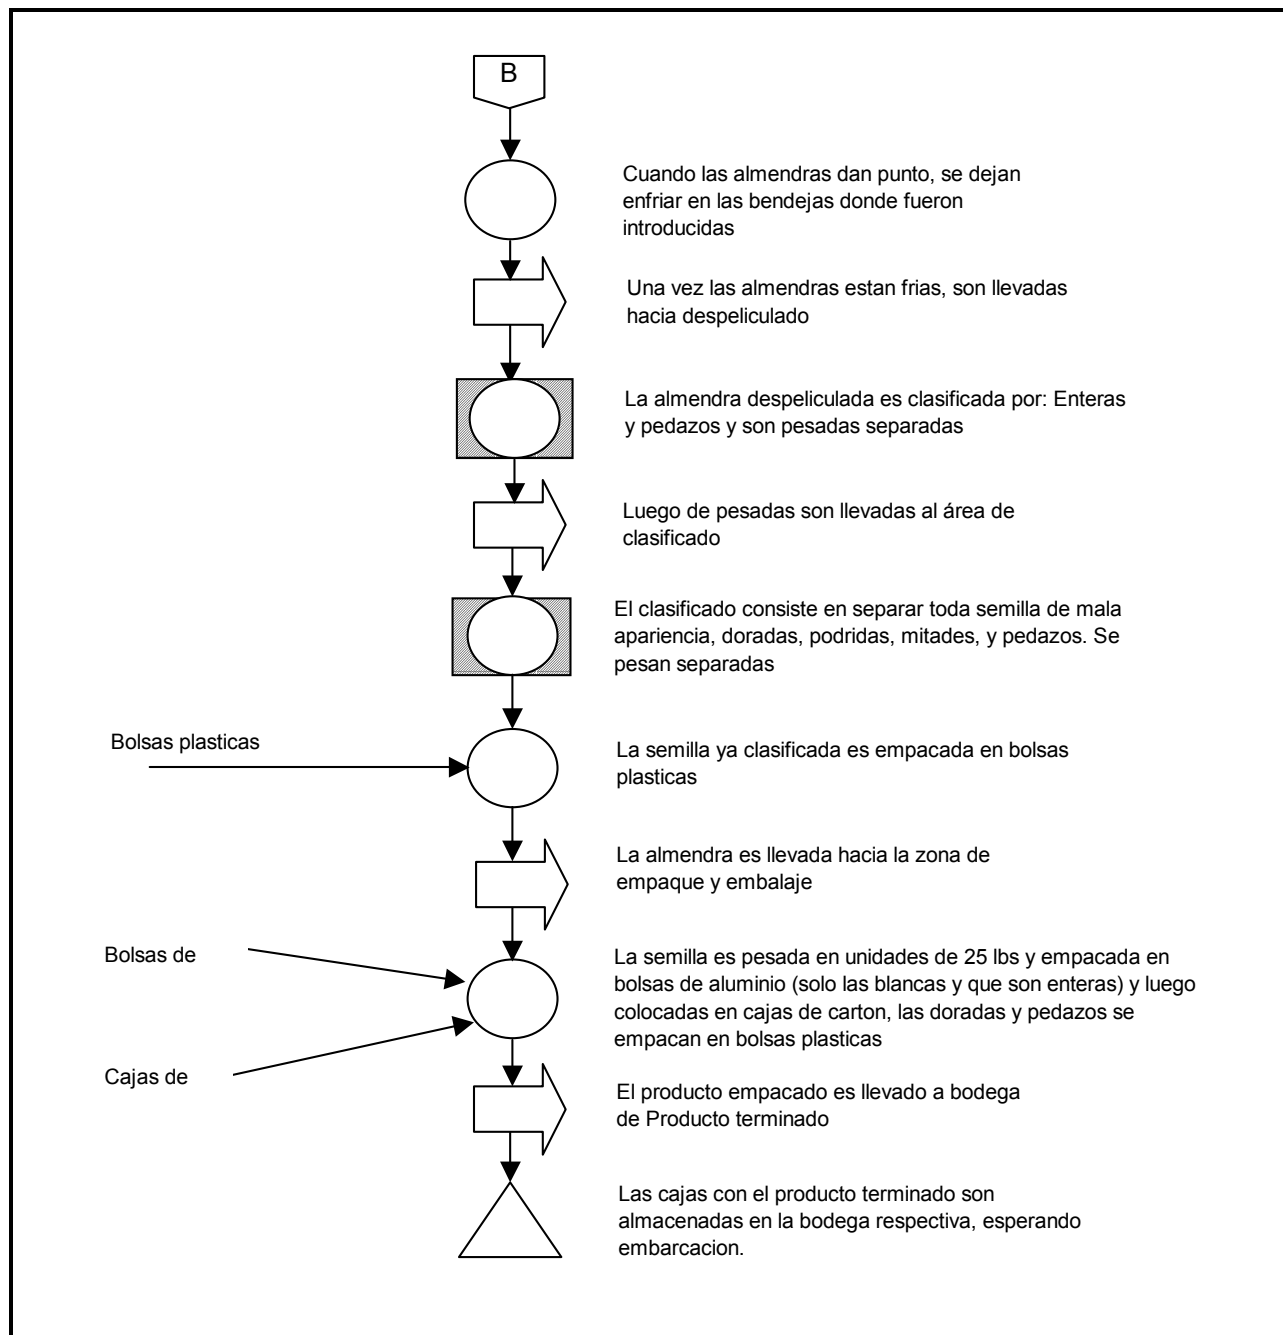 B
Cuando las almendras dan punto, se dejan
enfriar en las bendejas donde fueron
introducidas
Una vez las almendras estan frias, son llevadas
hacia despeliculado
La almendra despeliculada es clasificada por: Enteras
y pedazos y son pesadas separadas
Luego de pesadas son llevadas al área de
clasificado
El clasificado consiste en separar toda semilla de mala
apariencia, doradas, podridas, mitades, y pedazos. Se
pesan separadas
Bolsas plasticas
La semilla ya clasificada es empacada en bolsas
plasticas
La almendra es llevada hacia la zona de
empaque y embalaje
Bolsas de
La semilla es pesada en unidades de 25 lbs y empacada en
bolsas de aluminio (solo las blancas y que son enteras) y luego
colocadas en cajas de carton, las doradas y pedazos se
empacan en bolsas plasticas
Cajas de
El producto empacado es llevado a bodega
de Producto terminado
Las cajas con el producto terminado son
almacenadas en la bodega respectiva, esperando
embarcacion.